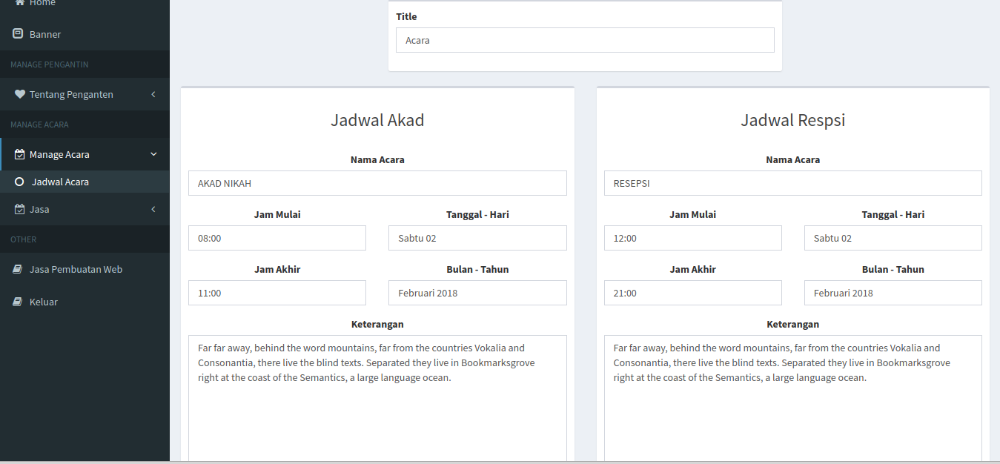 Home
Banner
MANAGE PENGANTIN
Tentang Penganten
MANAGE ACARA
Manage Acara
Jadwal Acara
Jasa
OTHER
Jasa Pembuatan Web
Keluar
Title
Acara
Jadwal Akad
Nama Acara
AKAD NIKAH
Jam Mulai
Tanggal - Hari
08:00
Sabtu 02
Jam Akhir
Bulan - Tahun
11:00
Februari 2018
Keterangan
Far far away, behind the word mountains, far from the countries Vokalia and
Consonantia, there live the blind texts. Separated they live in Bookmarksgrove
right at the coast of the Semantics, a large language ocean.
Jadwal Respsi
Nama Acara
RESEPSI
Jam Mulai
Tanggal - Hari
12:00
Sabtu 02
Jam Akhir
Bulan - Tahun
21:00
Februari 2018
Keterangan
Far far away, behind the word mountains, far from the countries Vokalia and
Consonantia, there live the blind texts. Separated they live in Bookmarksgrove
right at the coast of the Semantics, a large language ocean.